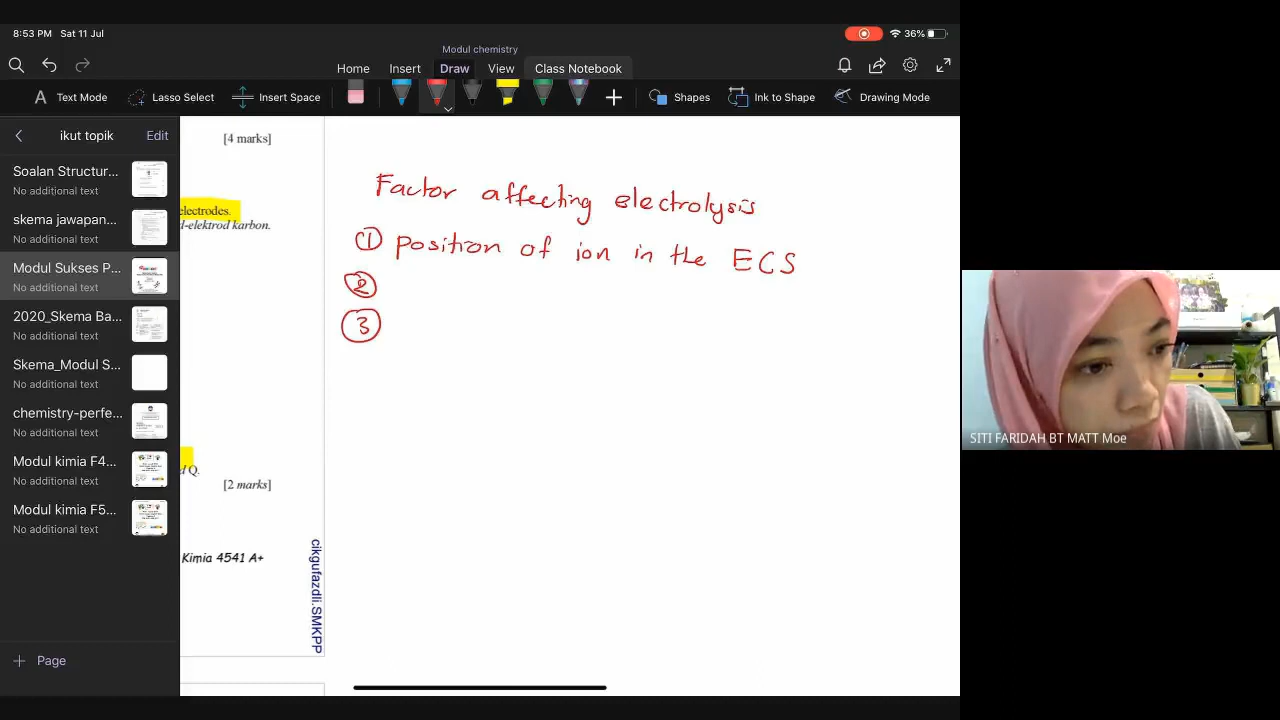 8:53 PM Sat 11 Jul
36%
Modul chemistry
Home Insert Draw View Class Notebook
Text Mode Lasso Select Insert Space Shapes Ink to Shape Drawing Mode
ikut topik Edit
Soalan Structur...
No additional text
skema jawapan...
No additional text
Modul Sukses P...
No additional text
2020_Skema Ba...
No additional text
Skema_Modul S...
No additional text
chemistry-perfe...
No additional text
Modul kimia F4...
No additional text
Modul kimia F5...
No additional text
Page
[4 marks]
electrodes.
d-elektrod karbon.
d Q.
[2 marks]
Kimia 4541 A+
cikgufazdli.SMKPP
Factor affecting electrolysis
① position of ion in the ECS
②
③
SITI FARIDAH BT MATT Moe